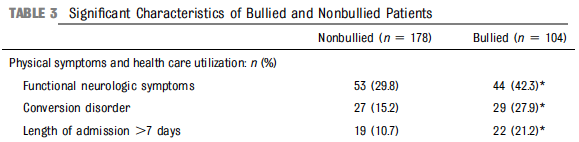 TABLE 3 Significant Characteristics of Bullied and Nonbullied Patients
Nonbullied (n = 178) Bullied (n = 104)
Physical symptoms and health care utilization: n (%)
Functional neurologic symptoms 53 (29.8) 44 (42.3)*
Conversion disorder 27 (15.2) 29 (27.9)*
Length of admission >7 days 19 (10.7) 22 (21.2)*